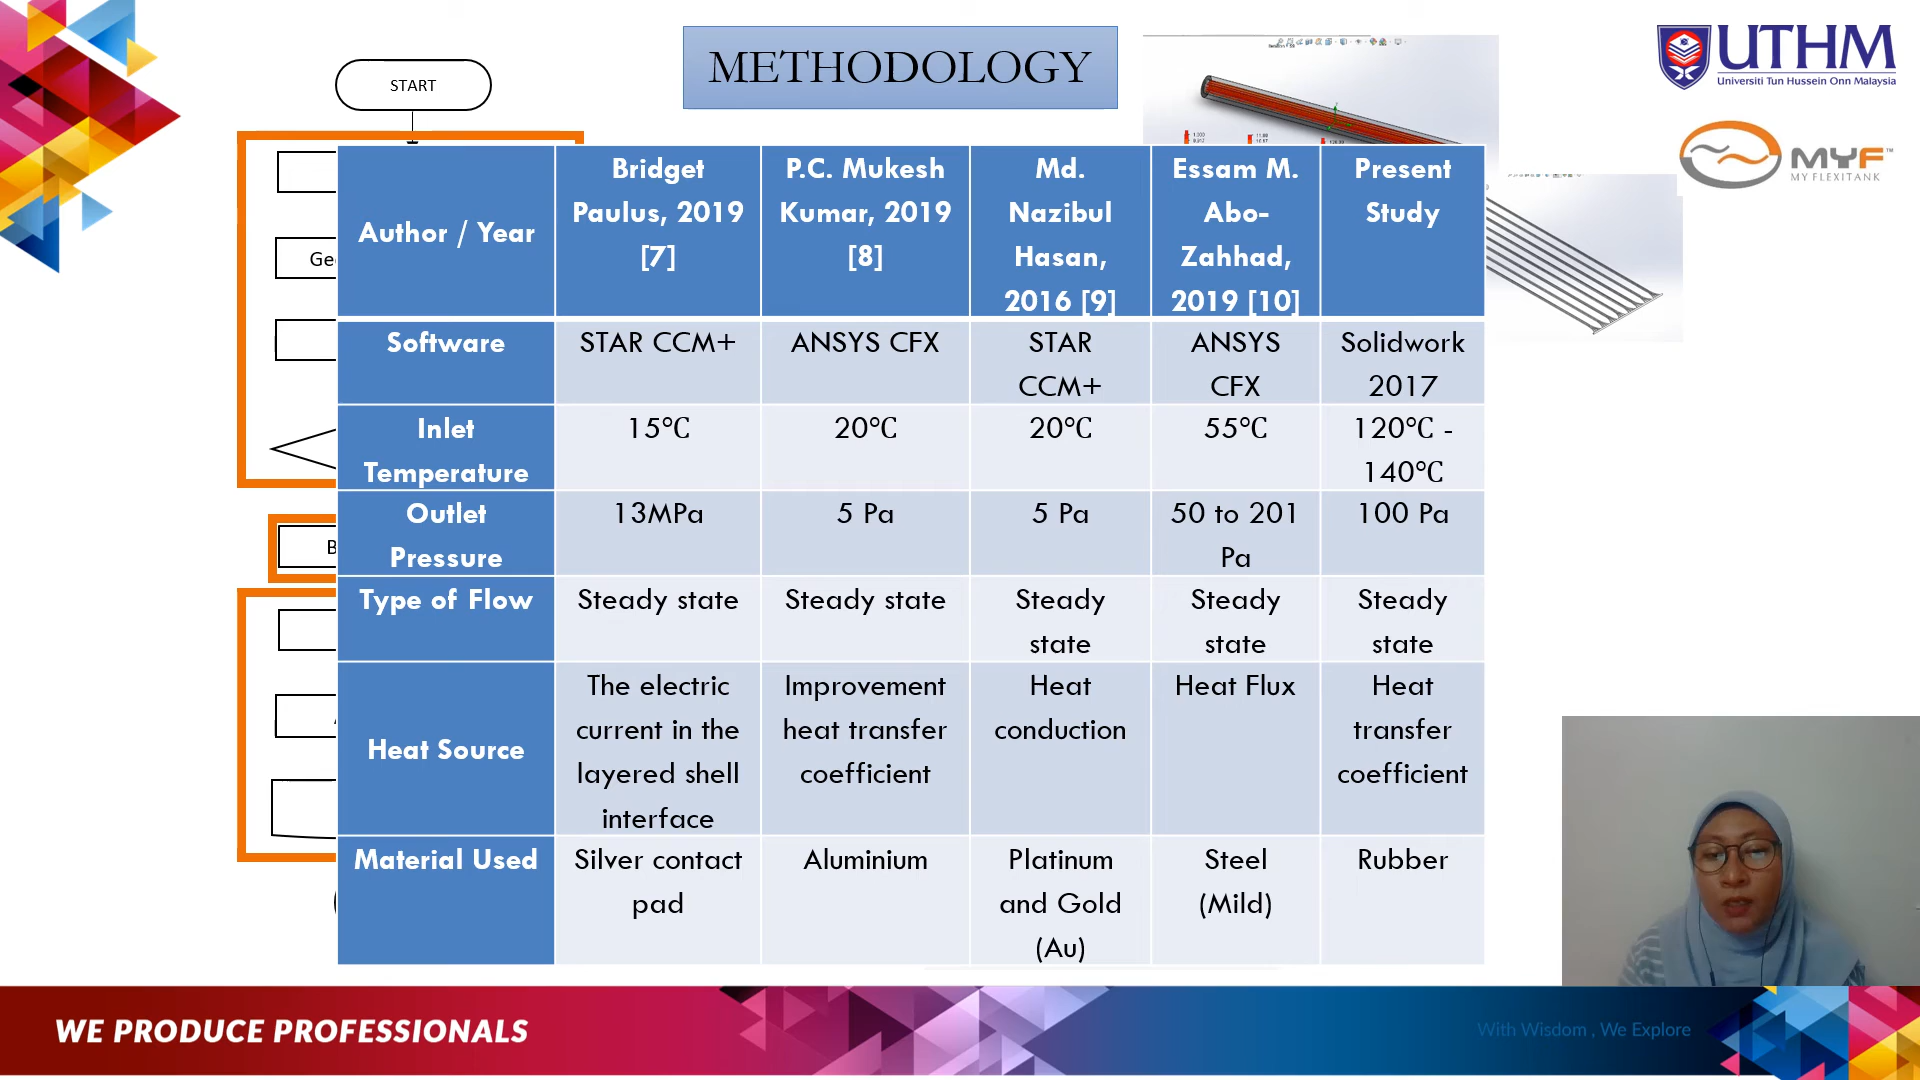 METHODOLOGY
START
UTHM
Universiti Tun Hussein Onn Malaysia
MYF™
MY FLEXITANK
Author / Year
Bridget
Paulus, 2019
[7]
P.C. Mukesh
Kumar, 2019
[8]
Md.
Nazibul
Hasan,
2016 [9]
Essam M.
Abo-
Zahhad,
2019 [10]
Present
Study
Software
STAR CCM+
ANSYS CFX
STAR
CCM+
ANSYS
CFX
Solidwork
2017
Inlet
Temperature
15℃
20℃
20℃
55℃
120℃ -
140℃
Outlet
Pressure
13MPa
5 Pa
5 Pa
50 to 201
Pa
100 Pa
Type of Flow
Steady state
Steady state
Steady
state
Steady
state
Steady
state
Heat Source
The electric
current in the
layered shell
interface
Improvement
heat transfer
coefficient
Heat
conduction
Heat Flux
Heat
transfer
coefficient
Material Used
Silver contact
pad
Aluminium
Platinum
and Gold
(Au)
Steel
(Mild)
Rubber
WE PRODUCE PROFESSIONALS
With Wisdom , We Explore